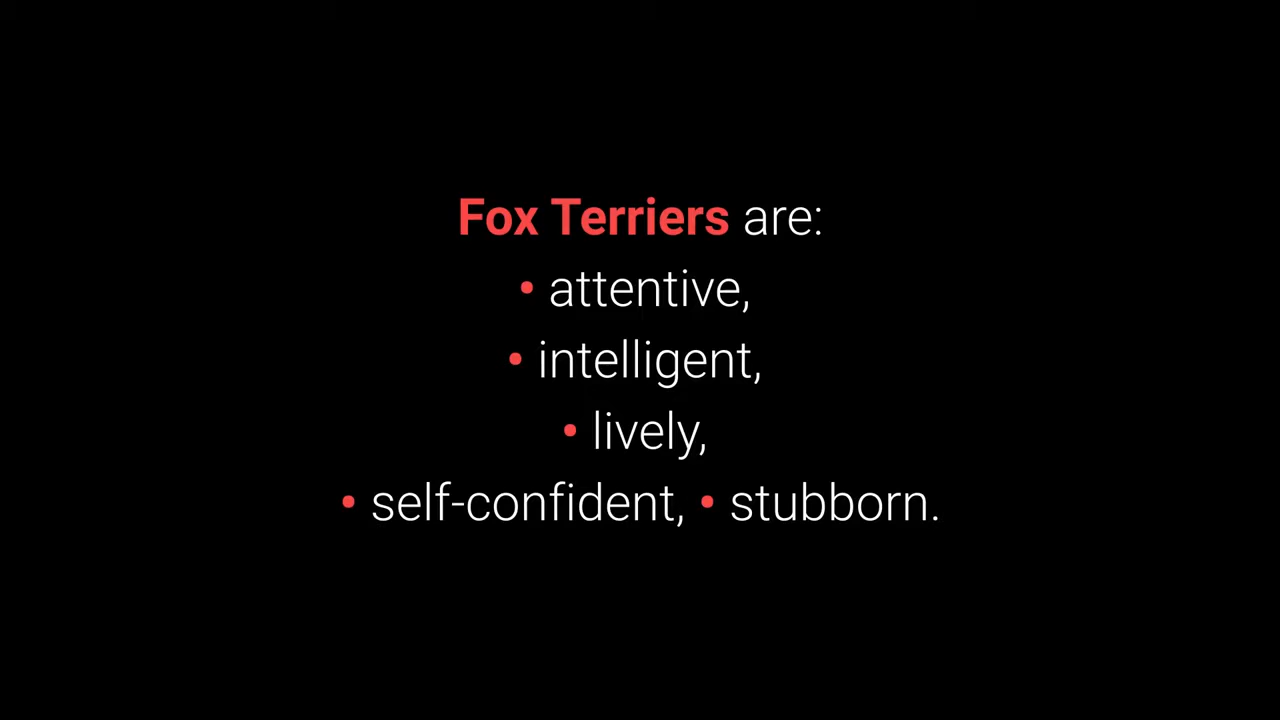 Fox Terriers are:
• attentive,
• intelligent,
• lively,
• self-confident, • stubborn.